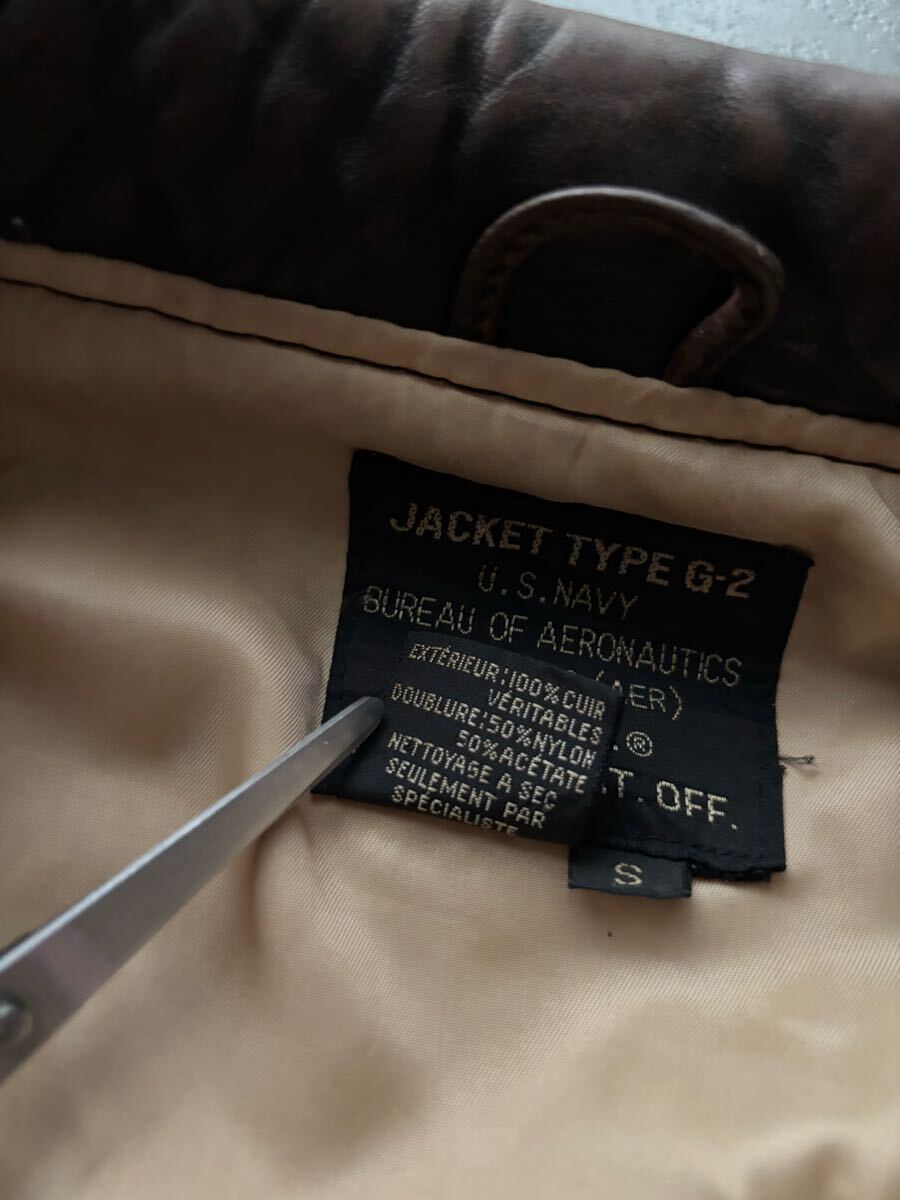 JACKET TYPE G-2
U.S. NAVY
BUREAU OF AERONAUTICS
(AER)
.®
T. OFF.
EXTÉRIEUR: 100% CUIR
VÉRITABLES
DOUBLURE: 50% NYLON
50% ACÉTATE
NETTOYAGE A SEC
SEULEMENT PAR
SPÉCIALISTE
S